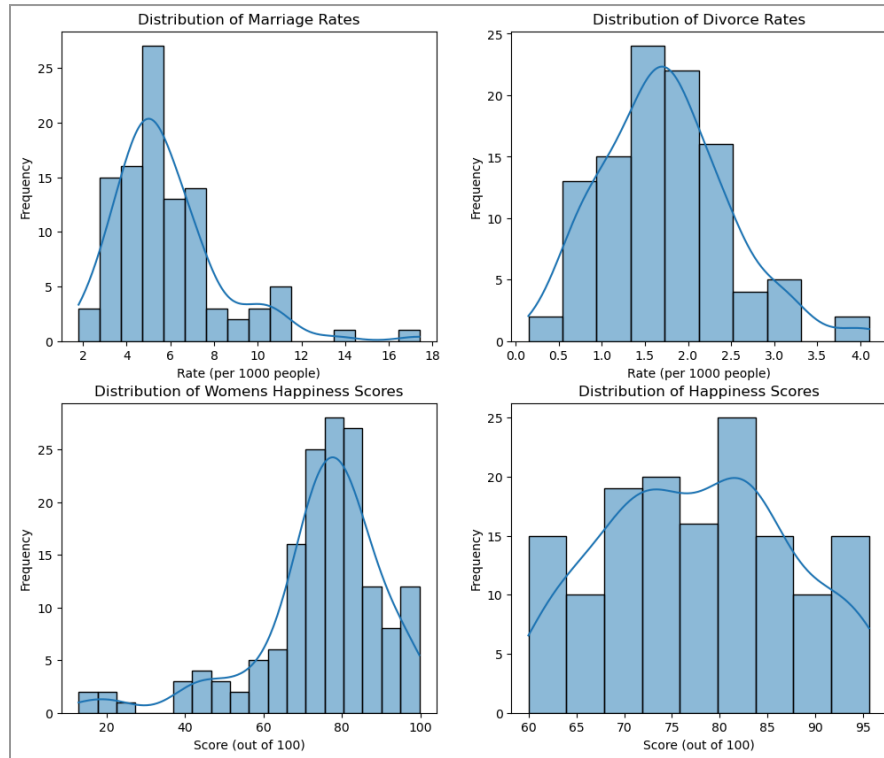 Distribution of Marriage Rates
Frequency
25
20
15
10
5
0
2 4 6 8 10 12 14 16 18
Rate (per 1000 people)
Distribution of Divorce Rates
Frequency
25
20
15
10
5
0
0.0 0.5 1.0 1.5 2.0 2.5 3.0 3.5 4.0
Rate (per 1000 people)
Distribution of Womens Happiness Scores
Frequency
25
20
15
10
5
0
20 40 60 80 100
Score (out of 100)
Distribution of Happiness Scores
Frequency
25
20
15
10
5
0
60 65 70 75 80 85 90 95
Score (out of 100)